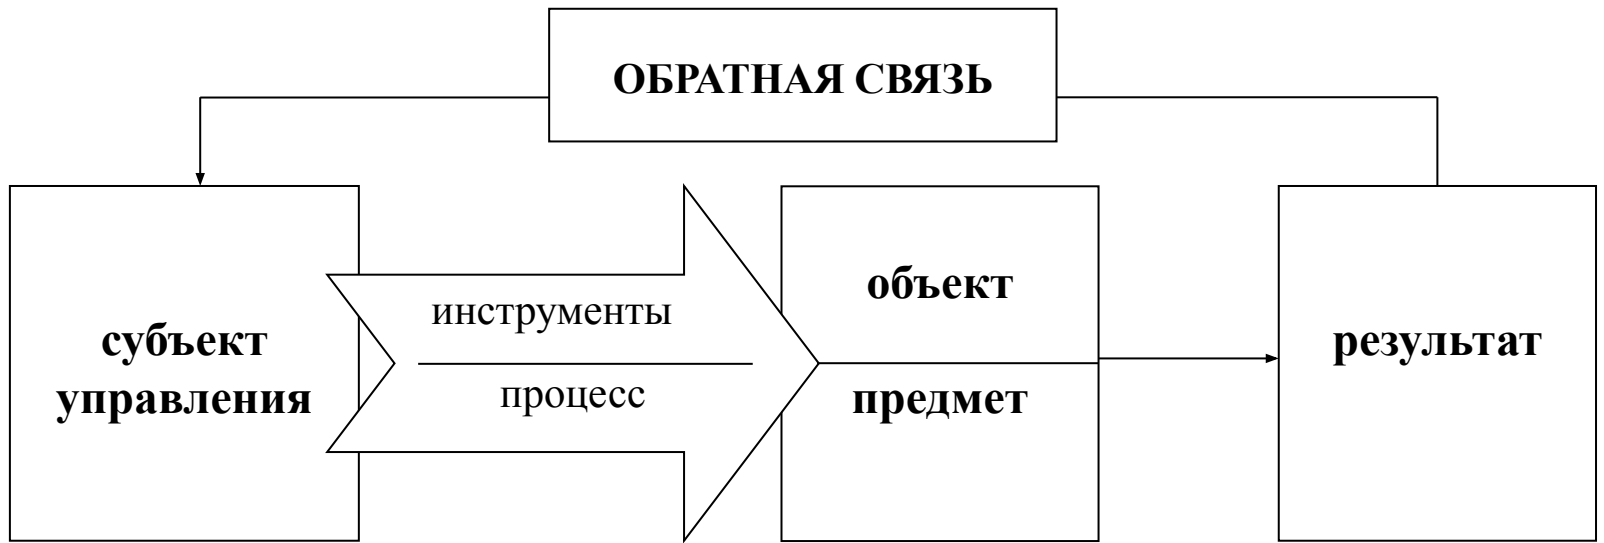 ОБРАТНАЯ СВЯЗЬ
субъект
управления
инструменты
процесс
объект
предмет
результат